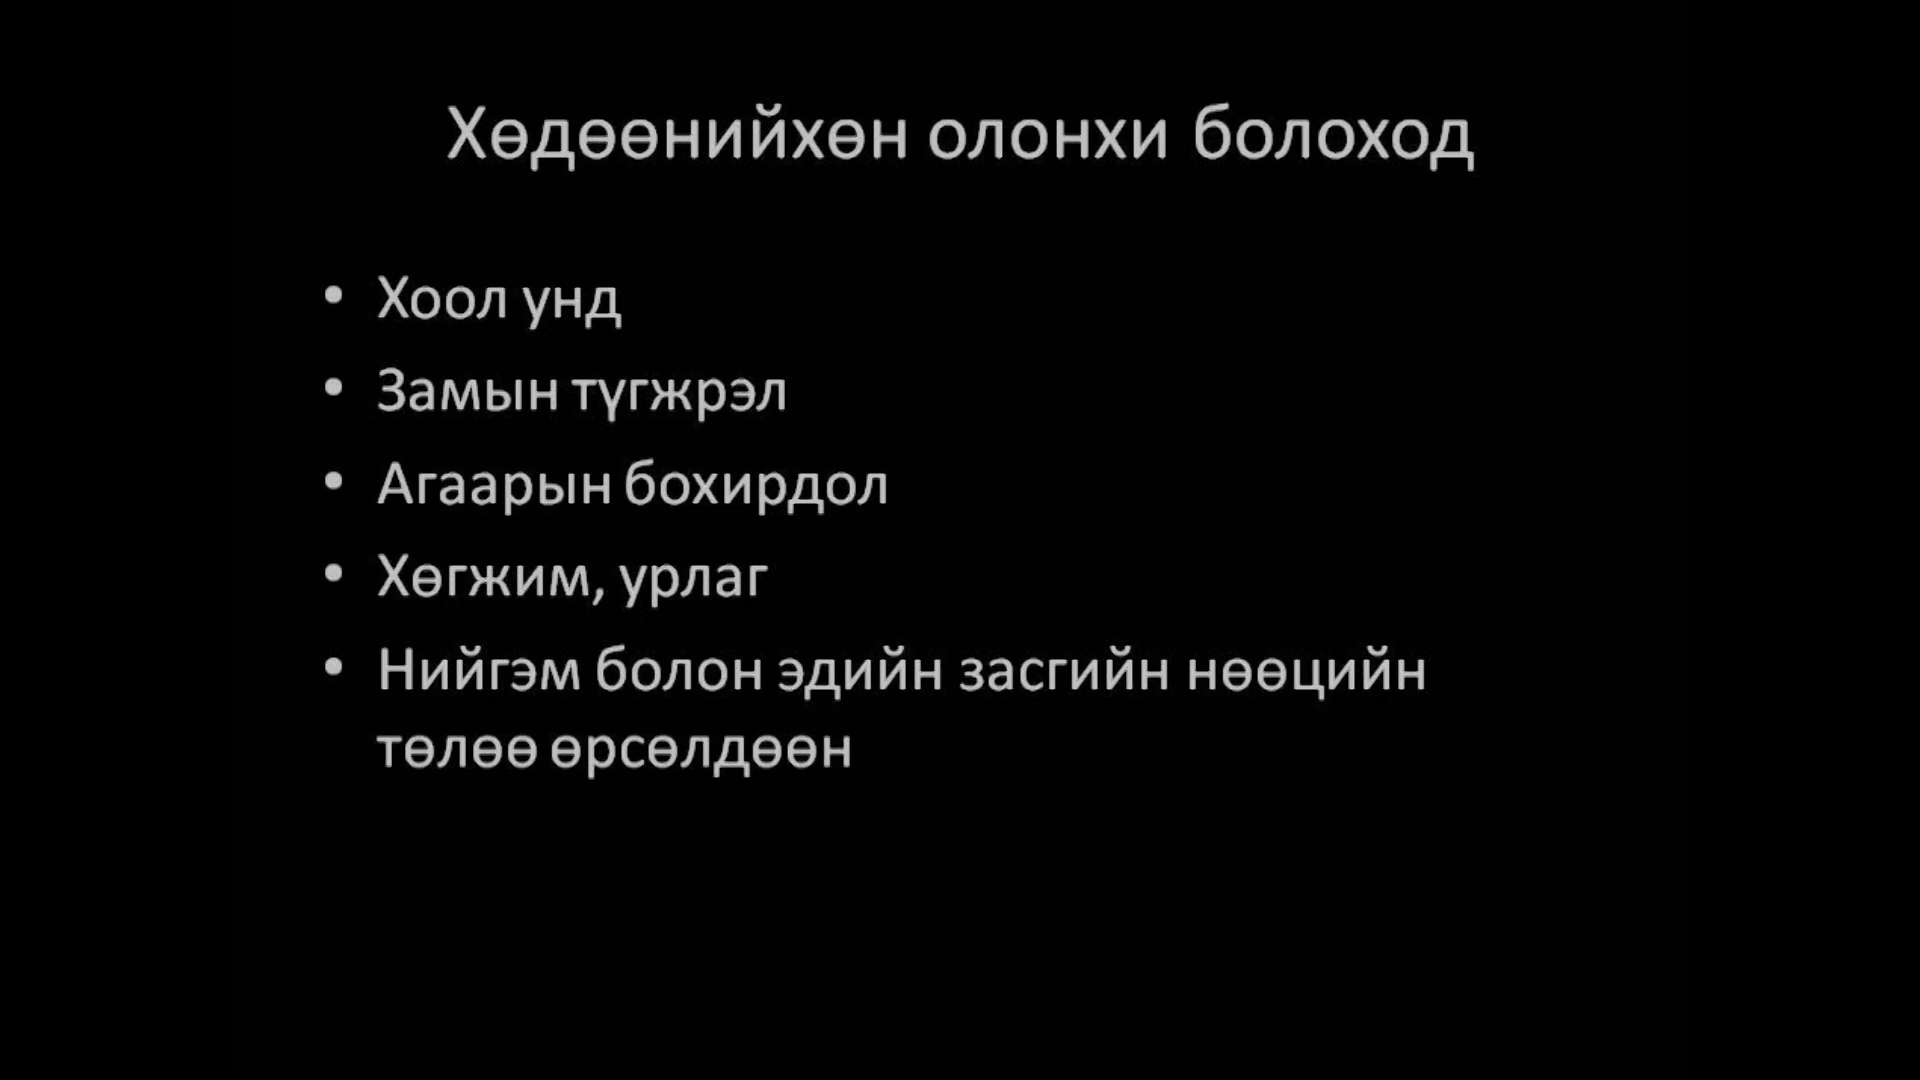 Хөдөөнийхөн олонхи болоход
• Хоол унд
• Замын түгжрэл
• Агаарын бохирдол
• Хөгжим, урлаг
• Нийгэм болон эдийн засгийн нөөцийн
төлөө өрсөлдөөн